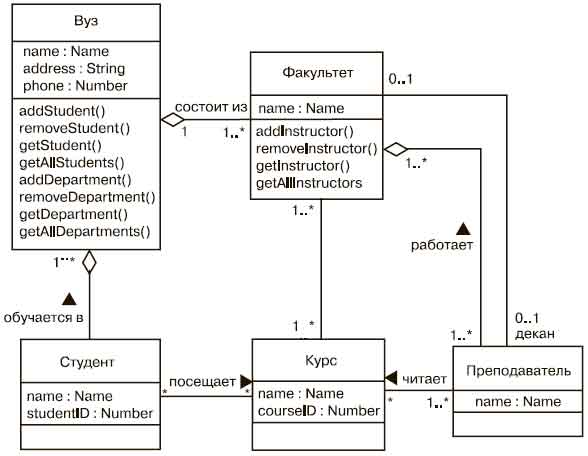 Вуз
name : Name
address : String
phone : Number
addStudent()
removeStudent()
getStudent()
getAllStudents()
addDepartment()
removeDepartment()
getDepartment()
getAllDepartments()
состоит из
1
1..*
Факультет
name : Name
addInstructor()
removeInstructor()
getInstructor()
getAllInstructors
0..1
1..*
1..*
работает
1..*
обучается в
1..*
0..1
декан
1..*
Студент
name : Name
studentID : Number
посещает
*
*
Курс
name : Name
courseID : Number
читает
*
1..*
Преподаватель
name : Name